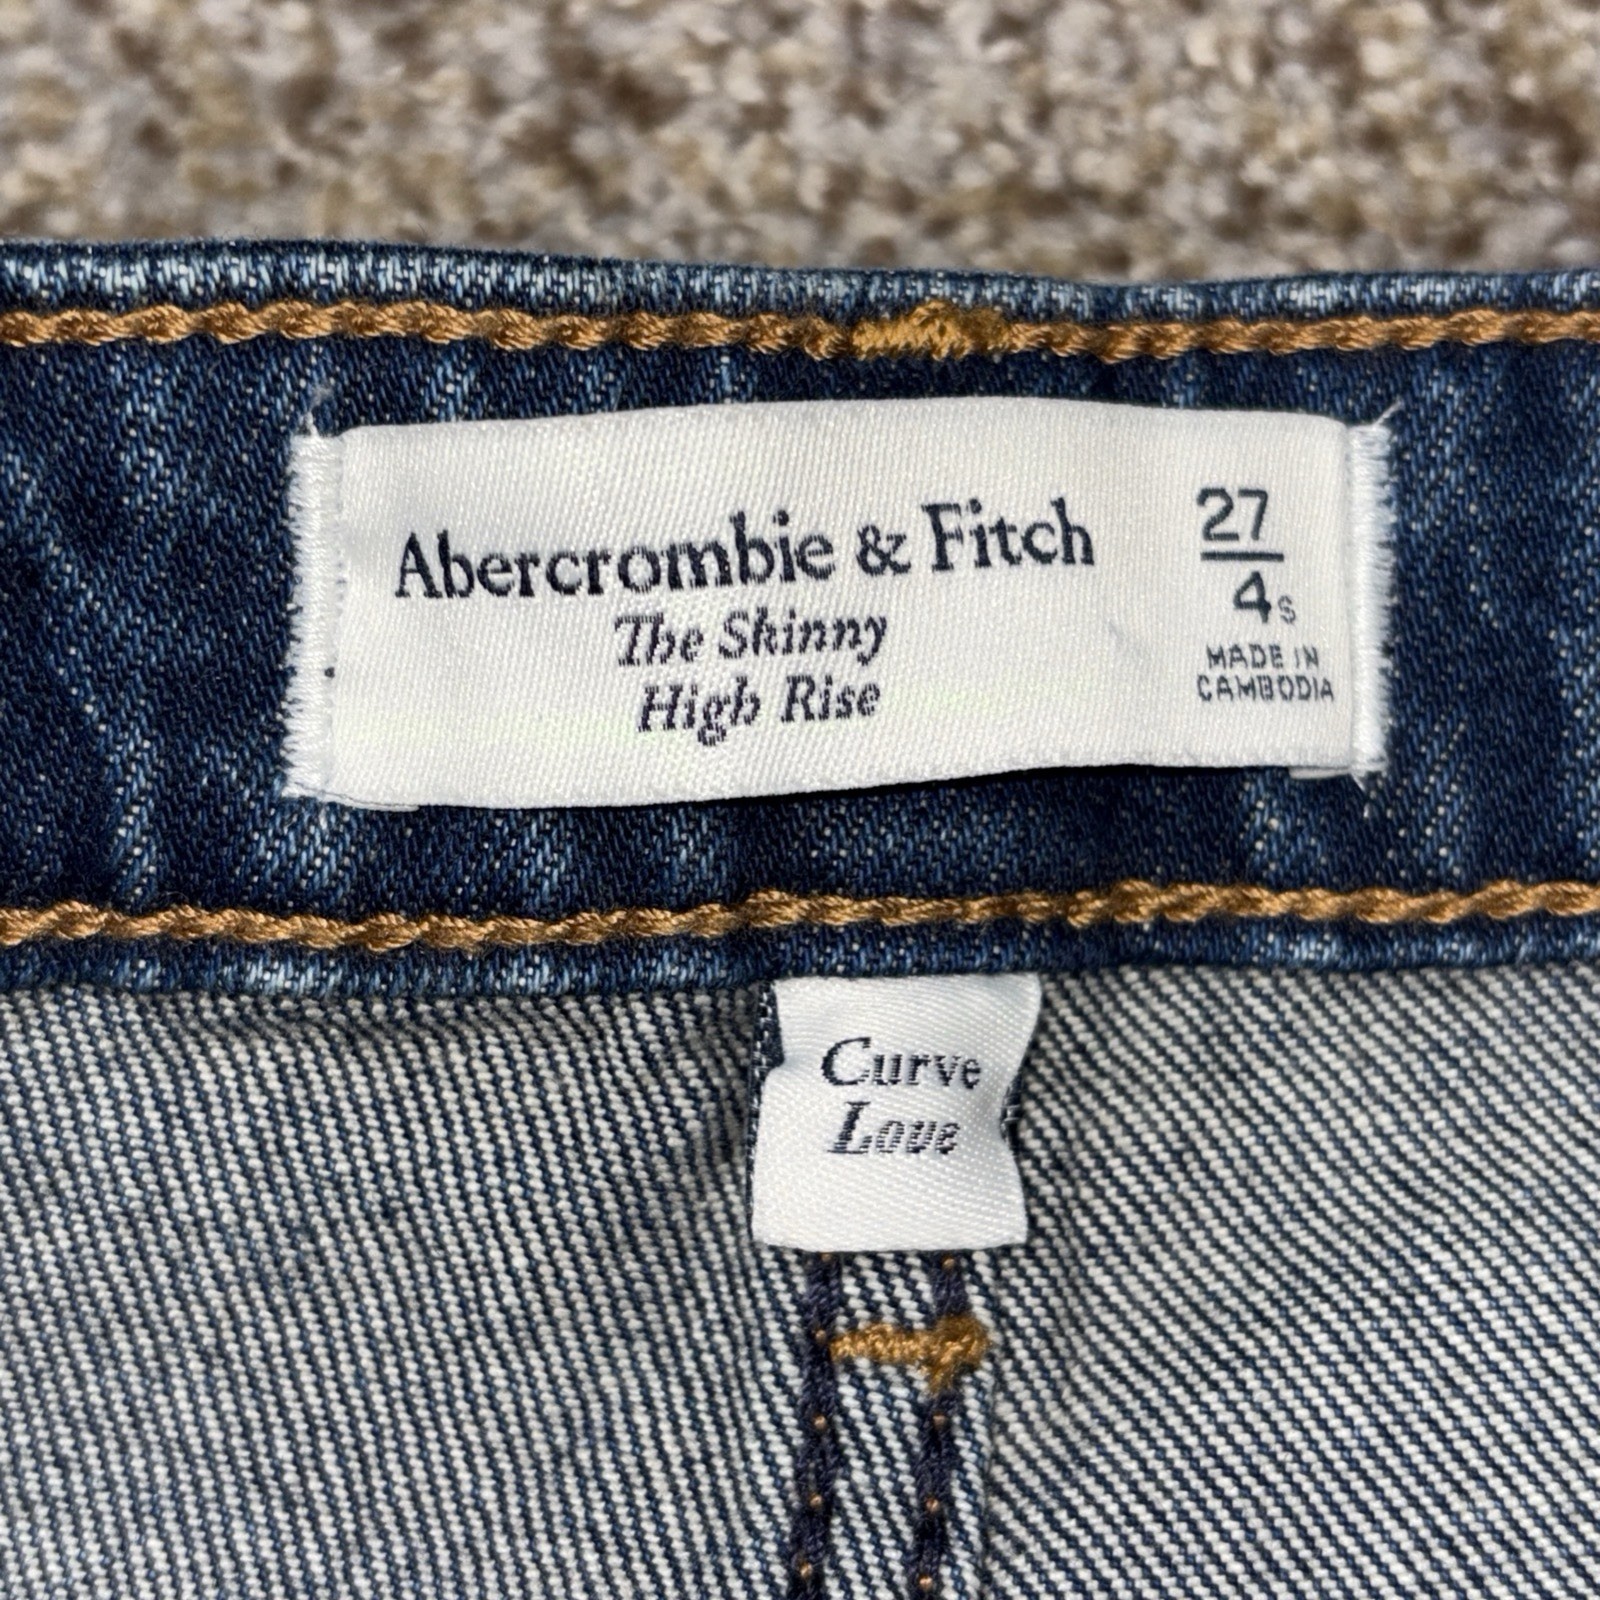 Abercrombie & Fitch
The Skinny
High Rise
27
4S
MADE IN
CAMBODIA
Curve
Love